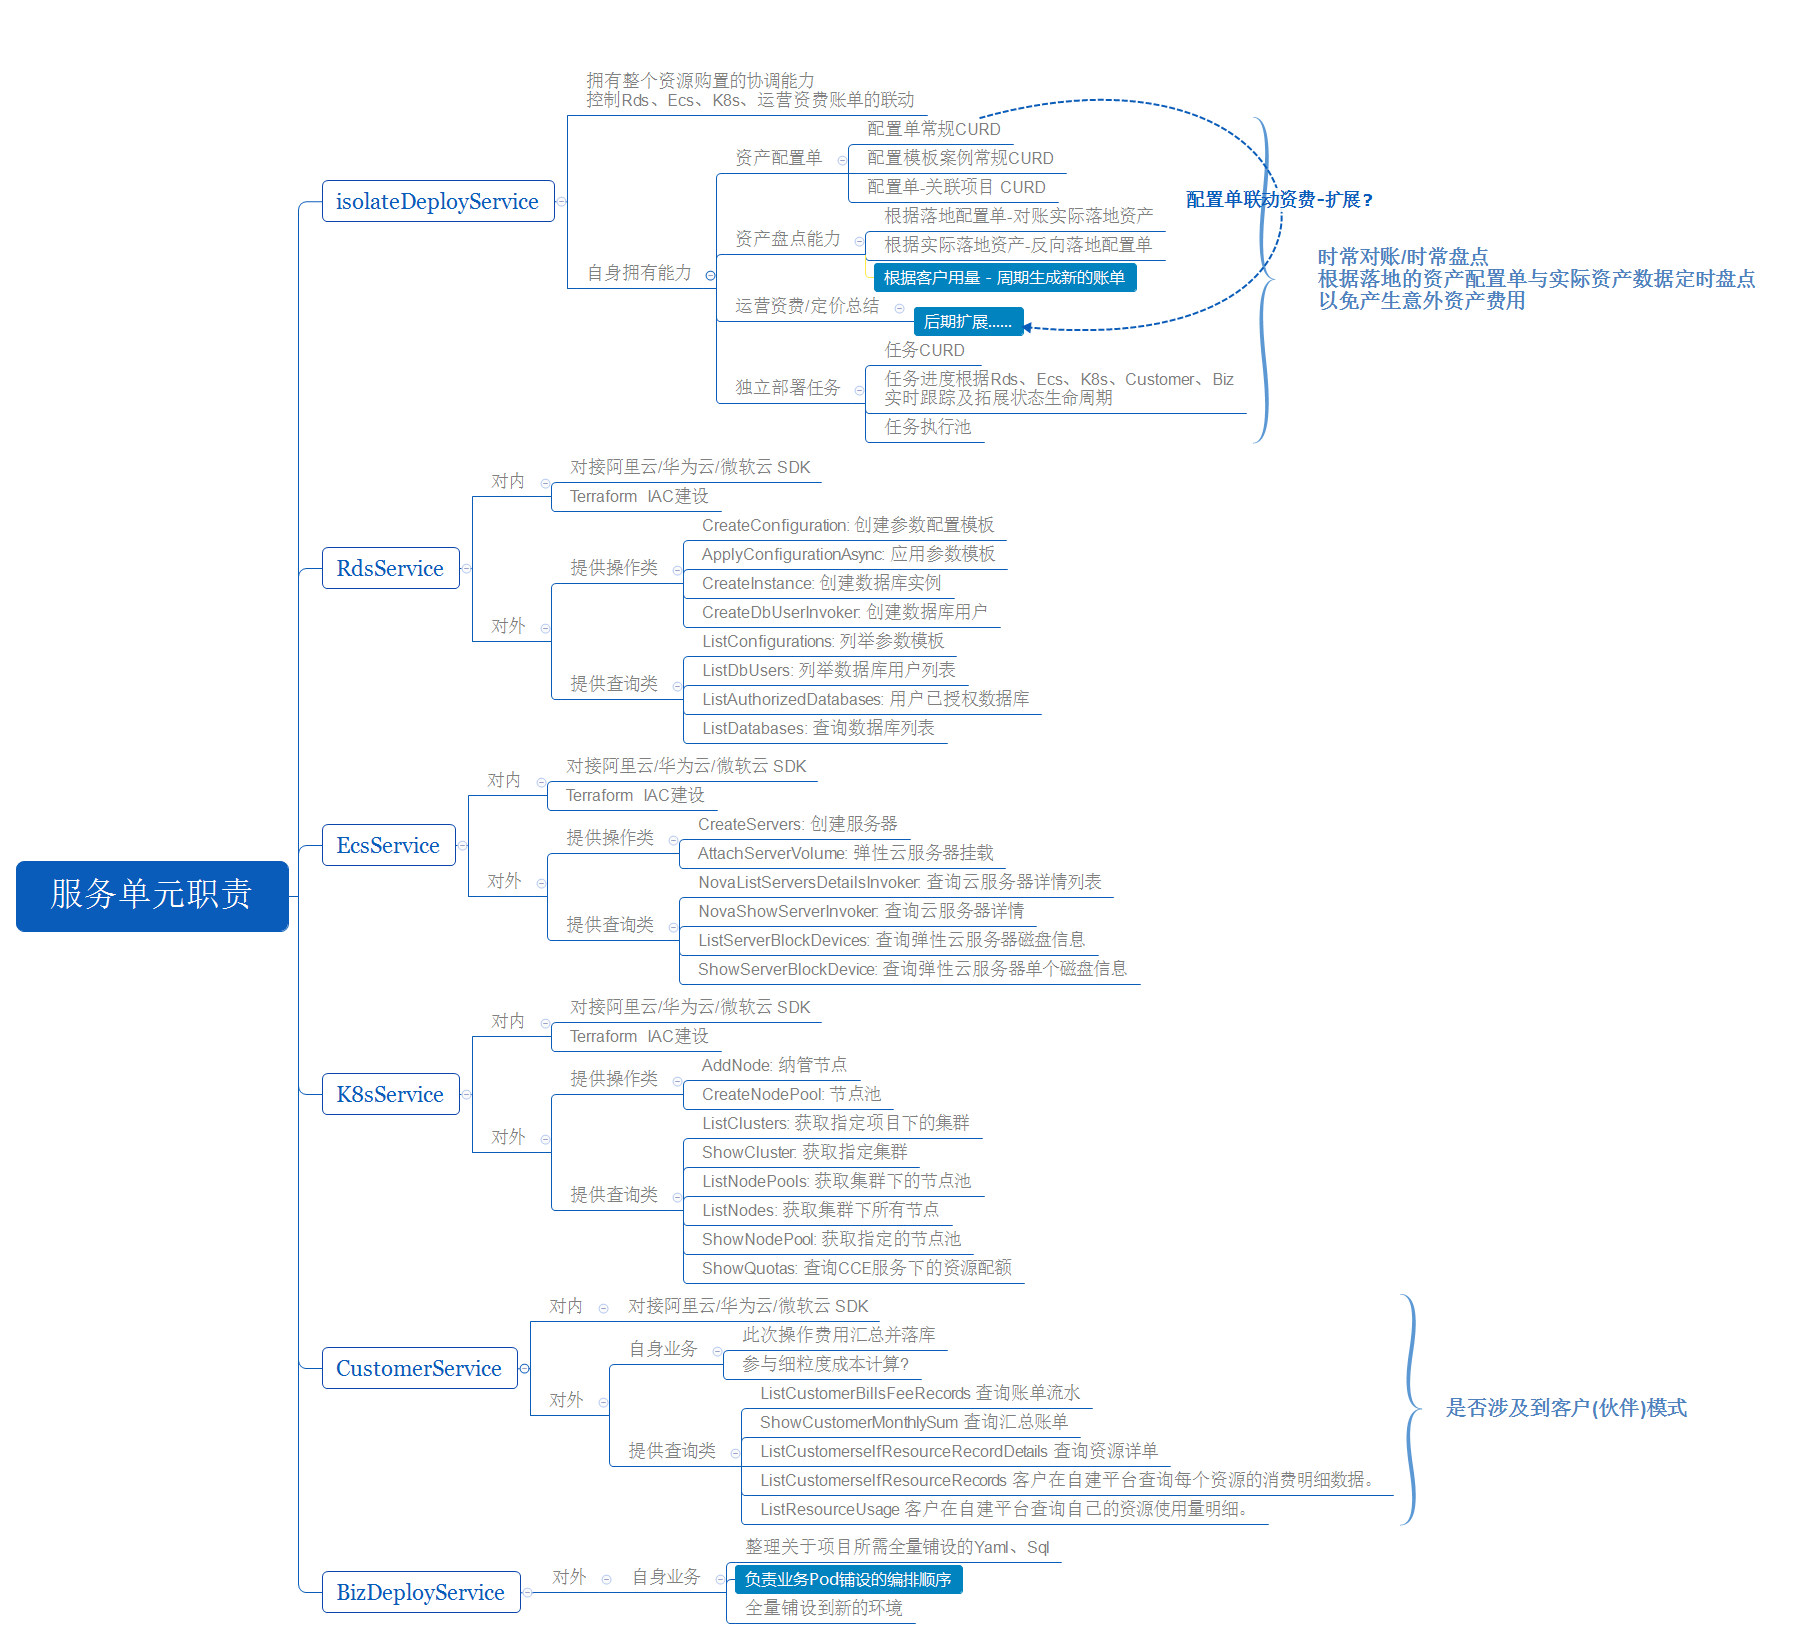 服务单元职责
isolateDeployService
拥有整个资源购置的协调能力
控制Rds、Ecs、K8s、运营资费账单的联动
自身拥有能力
资产配置单
配置单常规CURD
配置模板案例常规CURD
配置单-关联项目 CURD
资产盘点能力
根据落地配置单-对账实际落地资产
根据实际落地资产-反向落地配置单
根据客户用量 - 周期生成新的账单
运营资费/定价总结
后期扩展......
独立部署任务
任务CURD
任务进度根据Rds、Ecs、K8s、Customer、Biz
实时跟踪及拓展状态生命周期
任务执行池
配置单联动资费-扩展?
时常对账/时常盘点
根据落地的资产配置单与实际资产数据定时盘点
以免产生意外资产费用
RdsService
对内
对接阿里云/华为云/微软云 SDK
Terraform IAC建设
对外
提供操作类
CreateConfiguration: 创建参数配置模板
ApplyConfigurationAsync: 应用参数模板
CreateInstance: 创建数据库实例
CreateDbUserInvoker: 创建数据库用户
提供查询类
ListConfigurations: 列举参数模板
ListDbUsers: 列举数据库用户列表
ListAuthorizedDatabases: 用户已授权数据库
ListDatabases: 查询数据库列表
EcsService
对内
对接阿里云/华为云/微软云 SDK
Terraform IAC建设
对外
提供操作类
CreateServers: 创建服务器
AttachServerVolume: 弹性云服务器挂载
提供查询类
NovaListServersDetailsInvoker: 查询云服务器详情列表
NovaShowServerInvoker: 查询云服务器详情
ListServerBlockDevices: 查询弹性云服务器磁盘信息
ShowServerBlockDevice: 查询弹性云服务器单个磁盘信息
K8sService
对内
对接阿里云/华为云/微软云 SDK
Terraform IAC建设
对外
提供操作类
AddNode: 纳管节点
CreateNodePool: 节点池
提供查询类
ListClusters: 获取指定项目下的集群
ShowCluster: 获取指定集群
ListNodePools: 获取集群下的节点池
ListNodes: 获取集群下所有节点
ShowNodePool: 获取指定的节点池
ShowQuotas: 查询CCE服务下的资源配额
CustomerService
对内
对接阿里云/华为云/微软云 SDK
对外
自身业务
此次操作费用汇总并落库
参与细粒度成本计算?
提供查询类
ListCustomerBillsFeeRecords 查询账单流水
ShowCustomerMonthlySum 查询汇总账单
ListCustomerselfResourceRecordDetails 查询资源详单
ListCustomerselfResourceRecords 客户在自建平台查询每个资源的消费明细数据。
ListResourceUsage 客户在自建平台查询自己的资源使用量明细。
是否涉及到客户(伙伴)模式
BizDeployService
对外
自身业务
整理关于项目所需全量铺设的Yaml、Sql
负责业务Pod铺设的编排顺序
全量铺设到新的环境